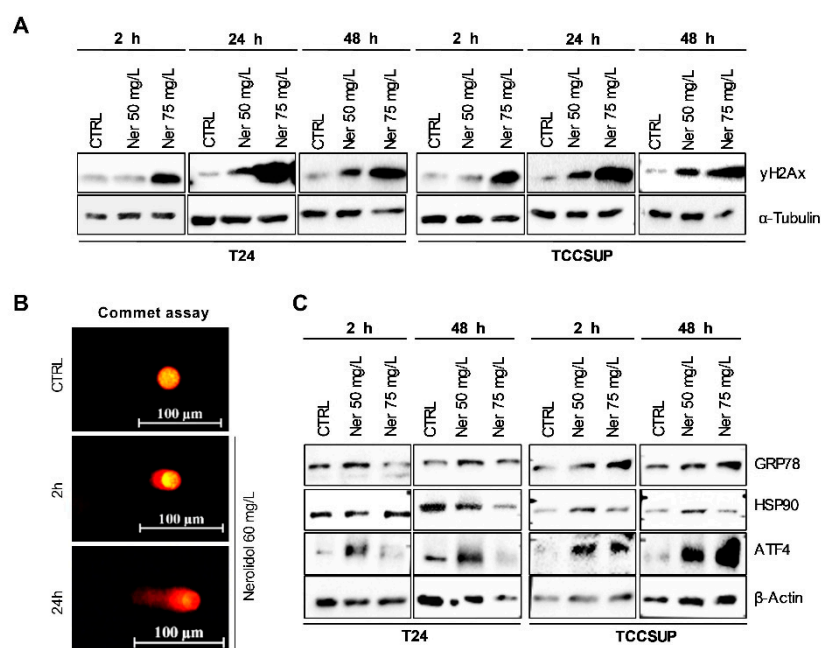 A
2 h 24 h 48 h 2 h 24 h 48 h
CTRL Ner 50 mg/L Ner 75 mg/L CTRL Ner 50 mg/L Ner 75 mg/L CTRL Ner 50 mg/L Ner 75 mg/L CTRL Ner 50 mg/L Ner 75 mg/L CTRL Ner 50 mg/L Ner 75 mg/L CTRL Ner 50 mg/L Ner 75 mg/L
yH2Ax
α-Tubulin
T24 TCCSUP
B
Commet assay
CTRL
100 µm
2h
100 µm
24h
100 µm
Nerolidol 60 mg/L
C
2 h 48 h 2 h 48 h
CTRL Ner 50 mg/L Ner 75 mg/L CTRL Ner 50 mg/L Ner 75 mg/L CTRL Ner 50 mg/L Ner 75 mg/L CTRL Ner 50 mg/L Ner 75 mg/L
GRP78
HSP90
ATF4
β-Actin
T24 TCCSUP